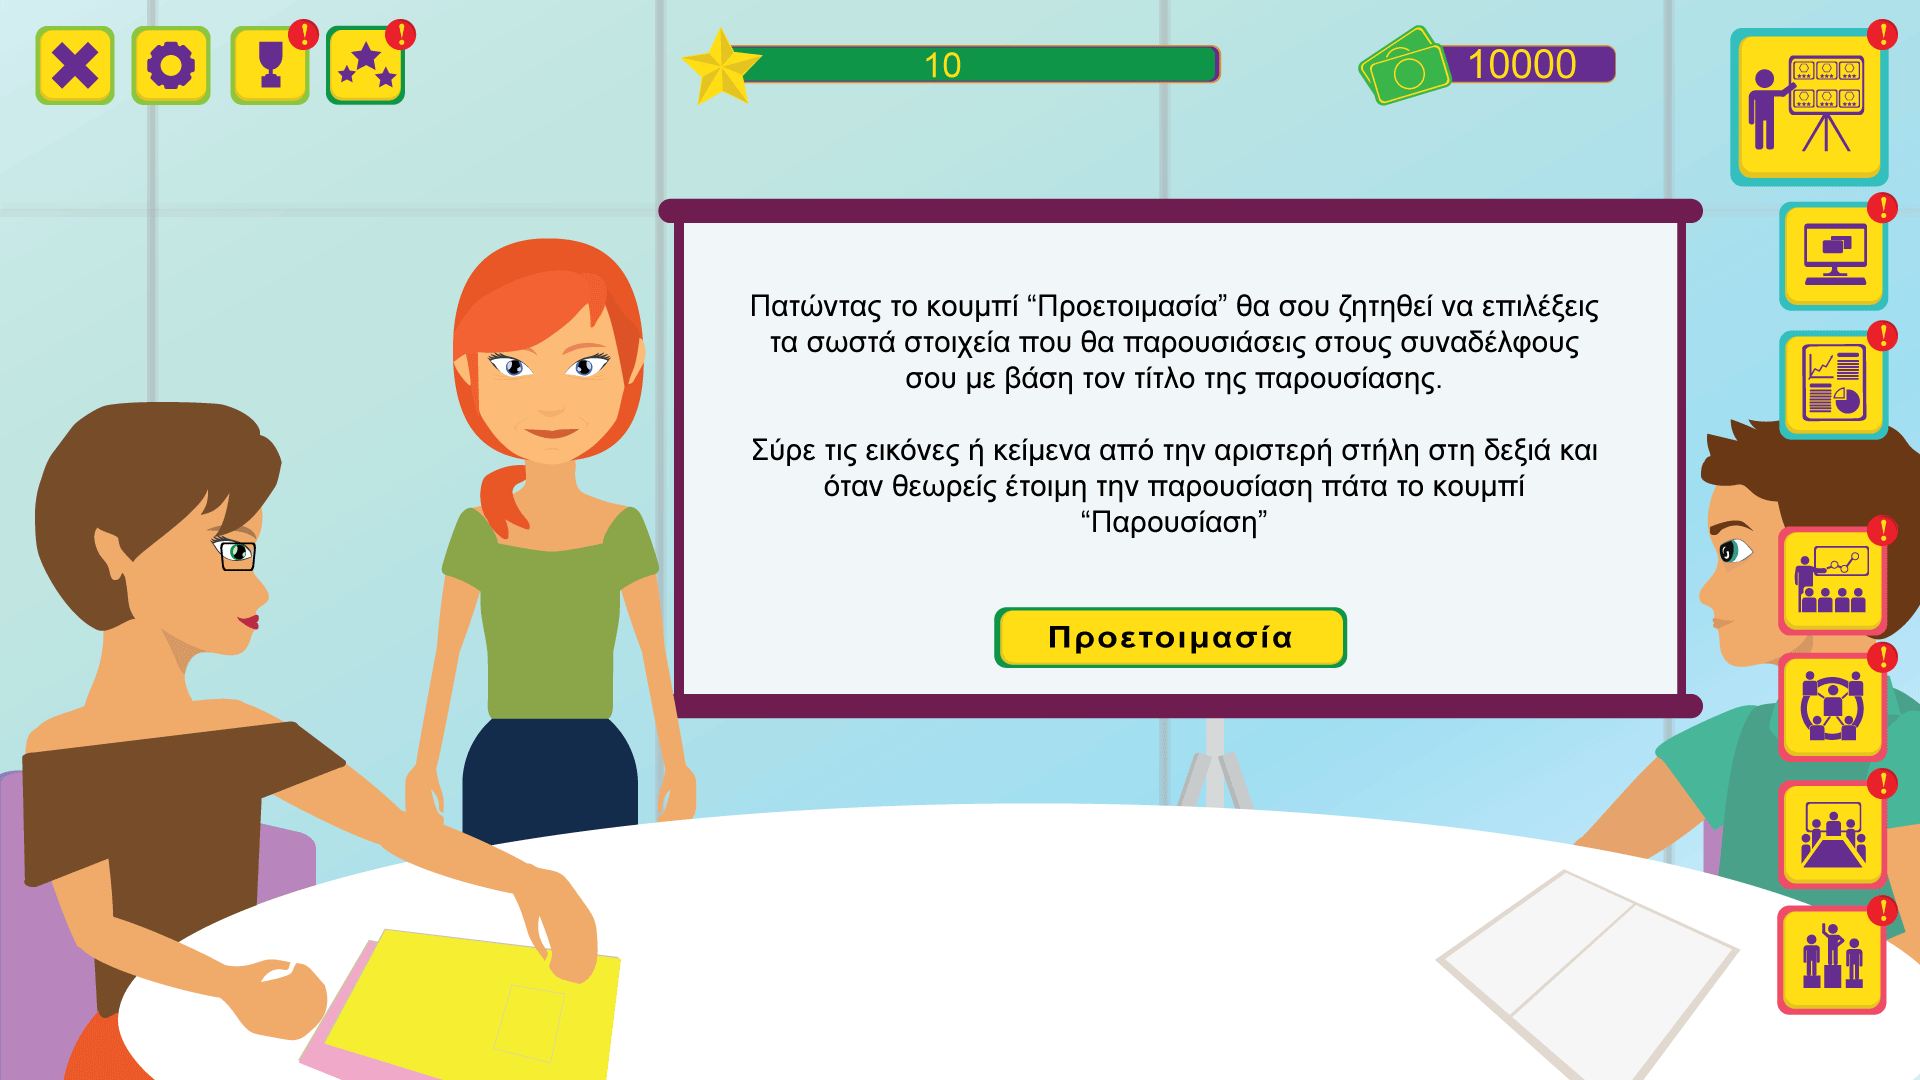 10
10000
Πατώντας το κουμπί “Προετοιμασία” θα σου ζητηθεί να επιλέξεις
τα σωστά στοιχεία που θα παρουσιάσεις στους συναδέλφους
σου με βάση τον τίτλο της παρουσίασης.
Σύρε τις εικόνες ή κείμενα από την αριστερή στήλη στη δεξιά και
όταν θεωρείς έτοιμη την παρουσίαση πάτα το κουμπί
“Παρουσίαση”
Προετοιμασία